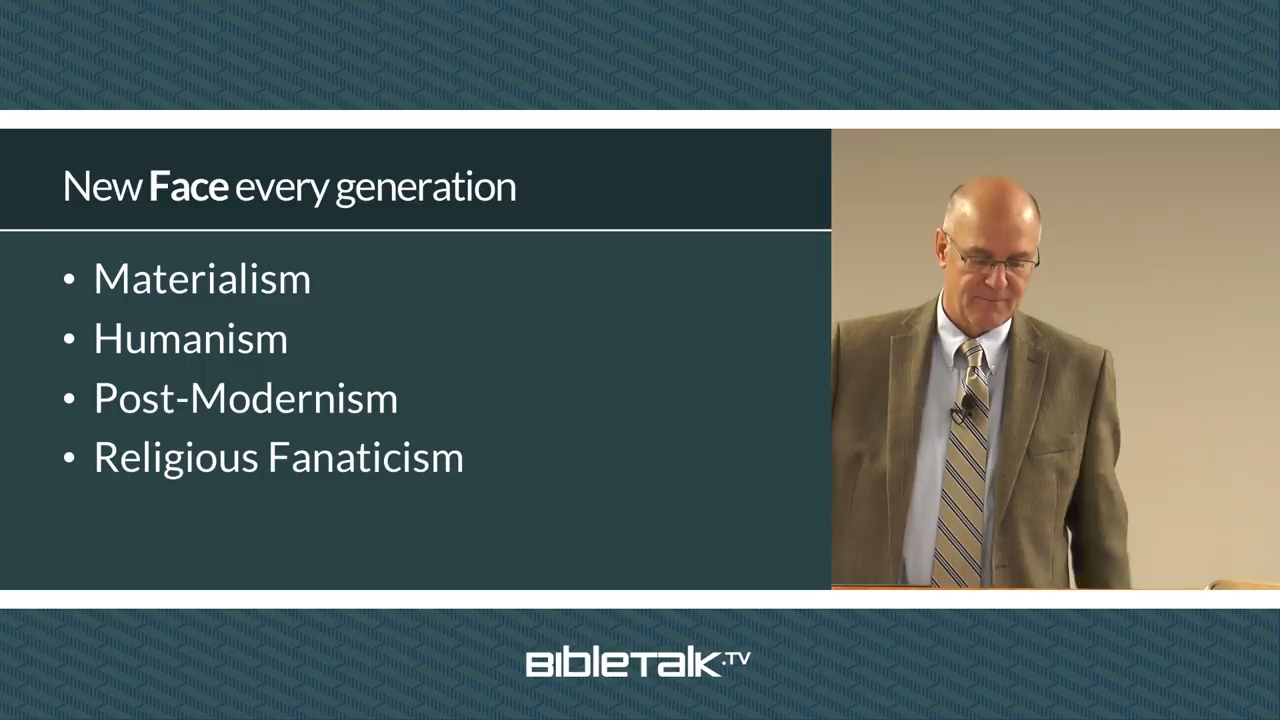 New Face every generation
• Materialism
• Humanism
• Post-Modernism
• Religious Fanaticism
BibleTalk.TV